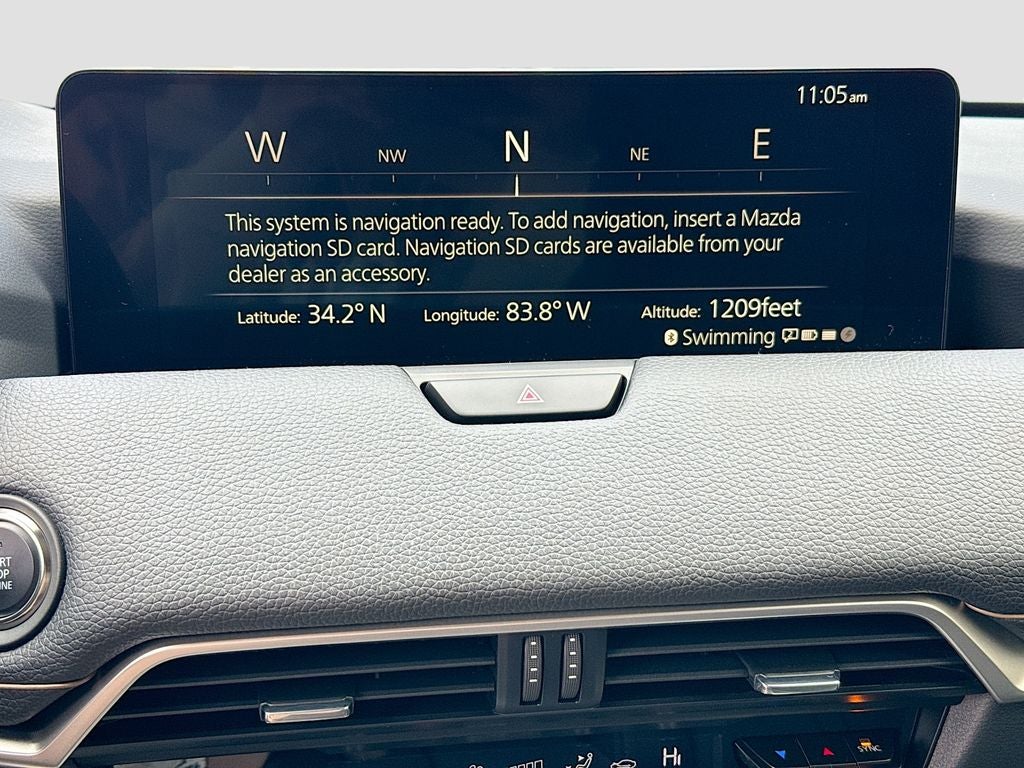 11:05am
W NW N NE E
This system is navigation ready. To add navigation, insert a Mazda
navigation SD card. Navigation SD cards are available from your
dealer as an accessory.
Latitude: 34.2° N Longitude: 83.8° W Altitude: 1209feet
Swimming
Hi
SYNC